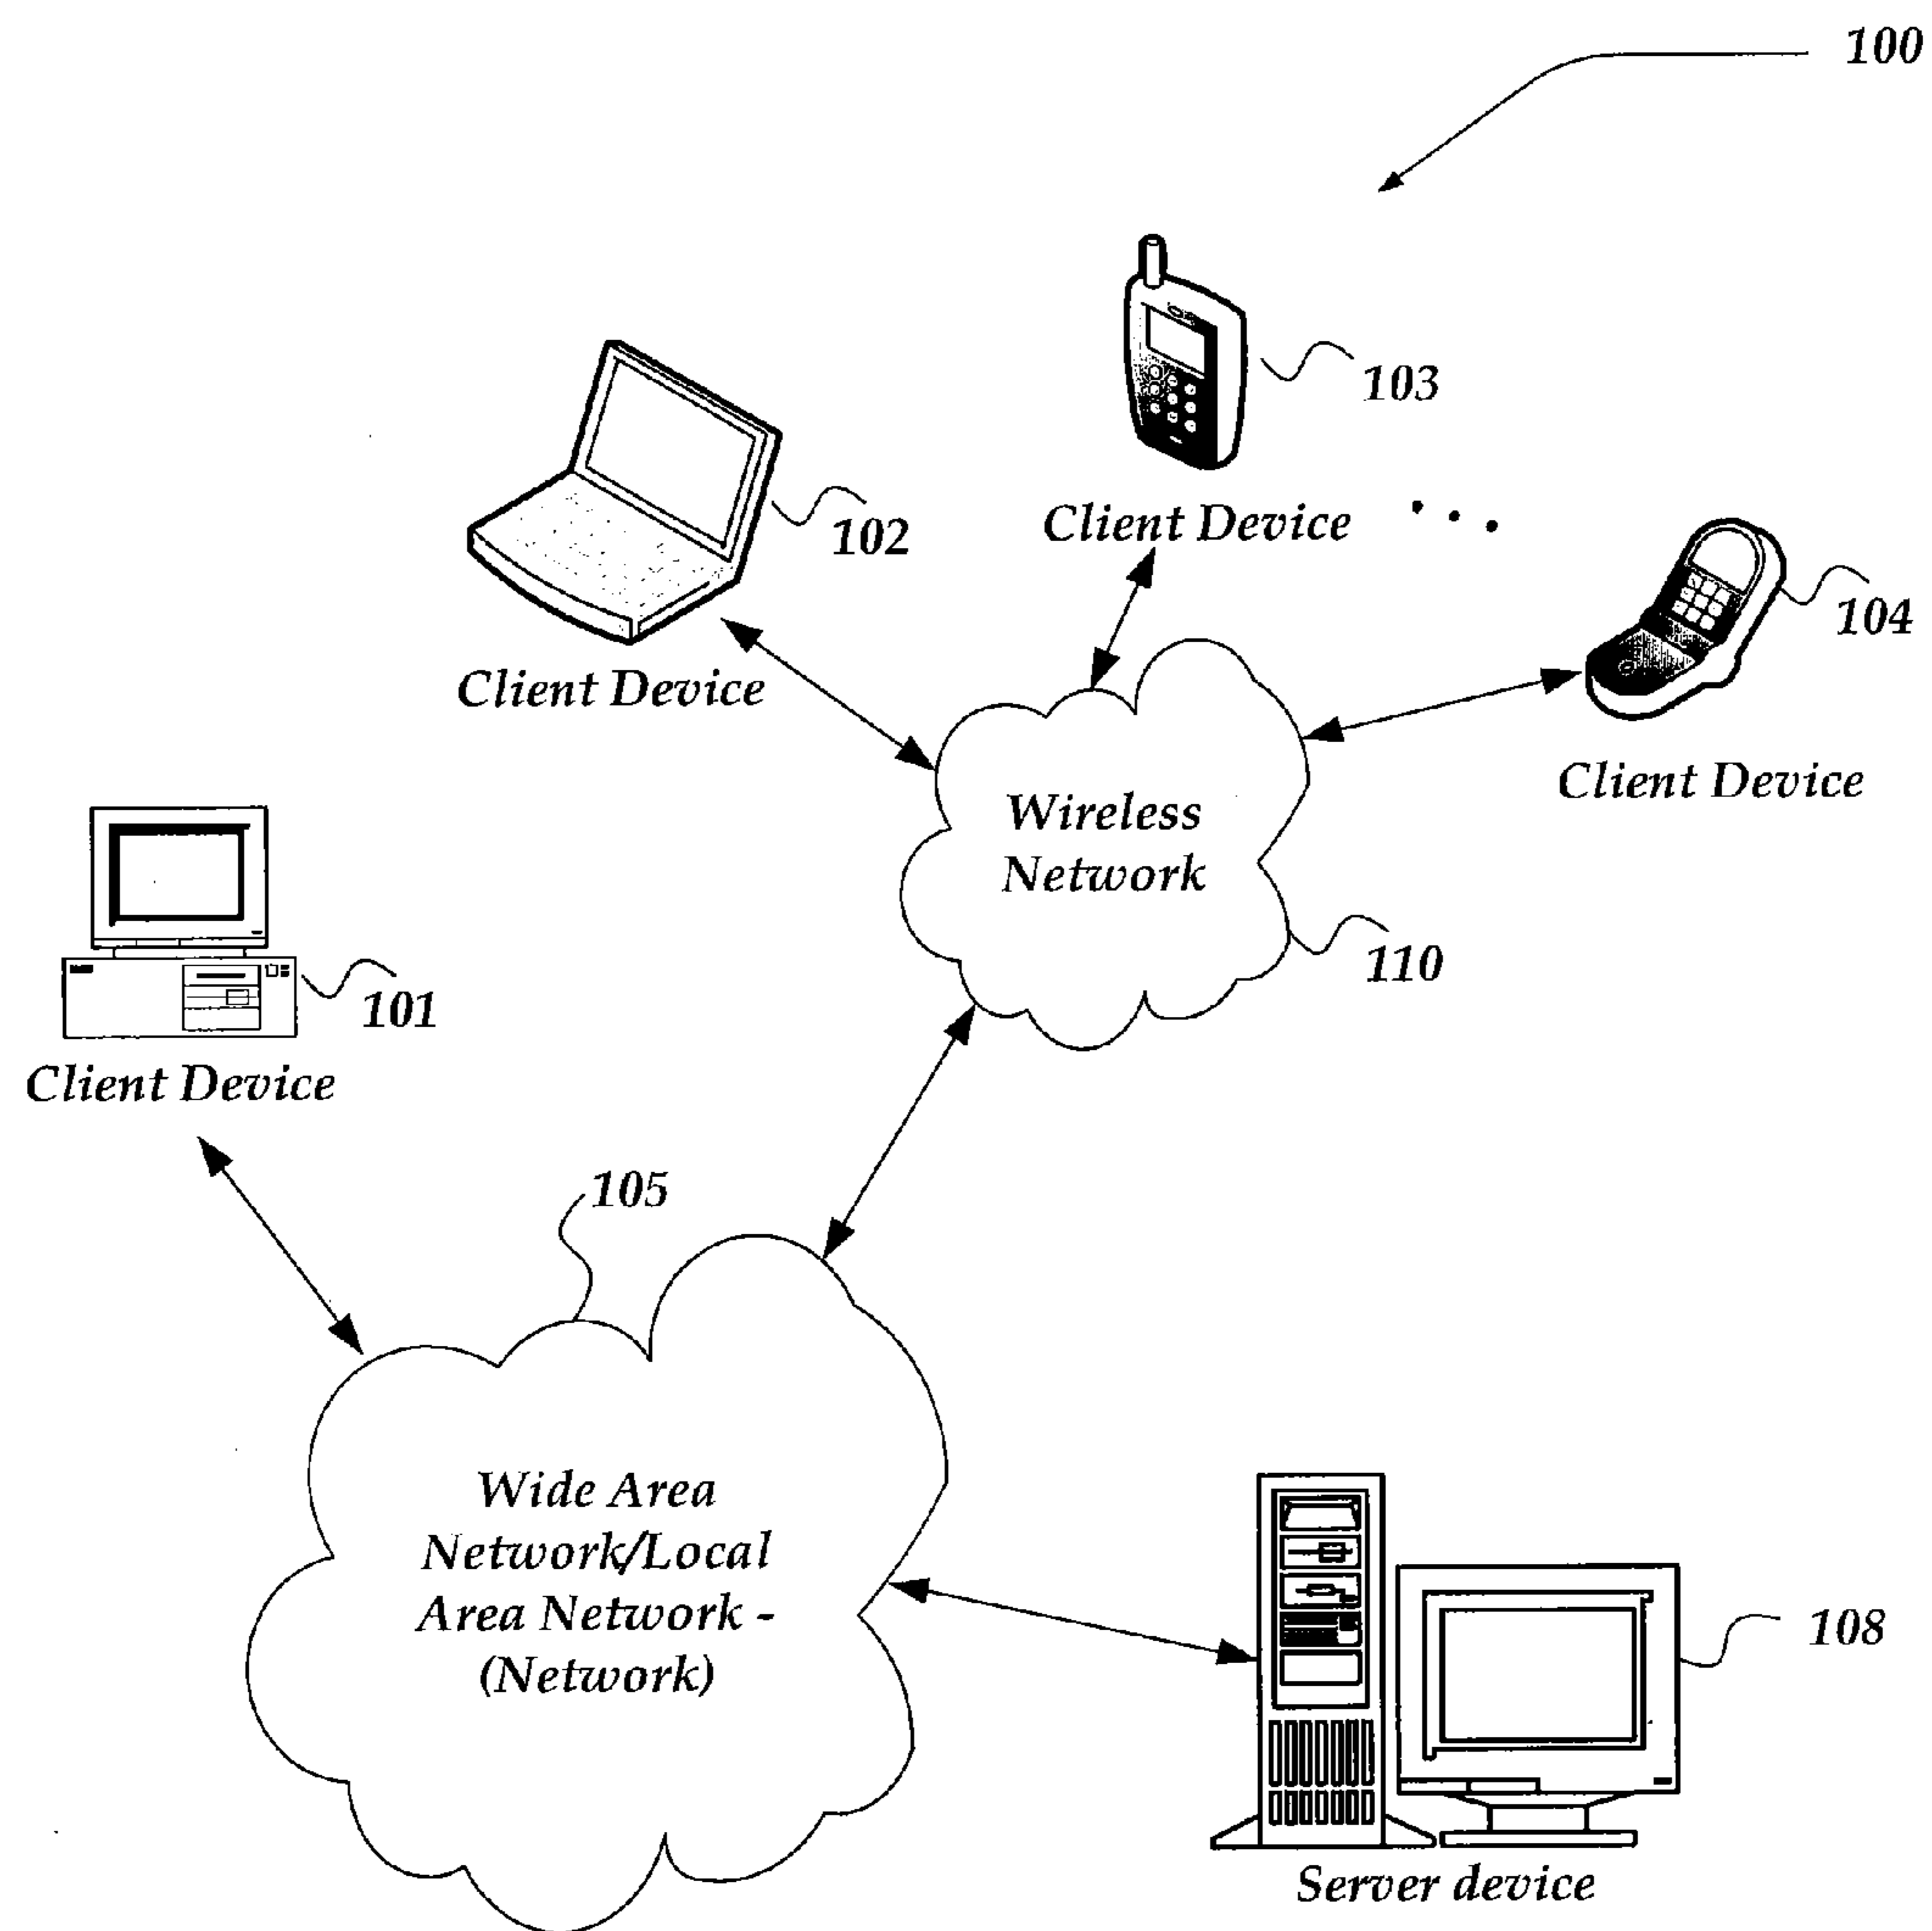 100
103
102
Client Device
104
Client Device
Client Device
Wireless
Network
110
101
Client Device
105
Wide Area
Network/Local
Area Network -
(Network)
108
Server device